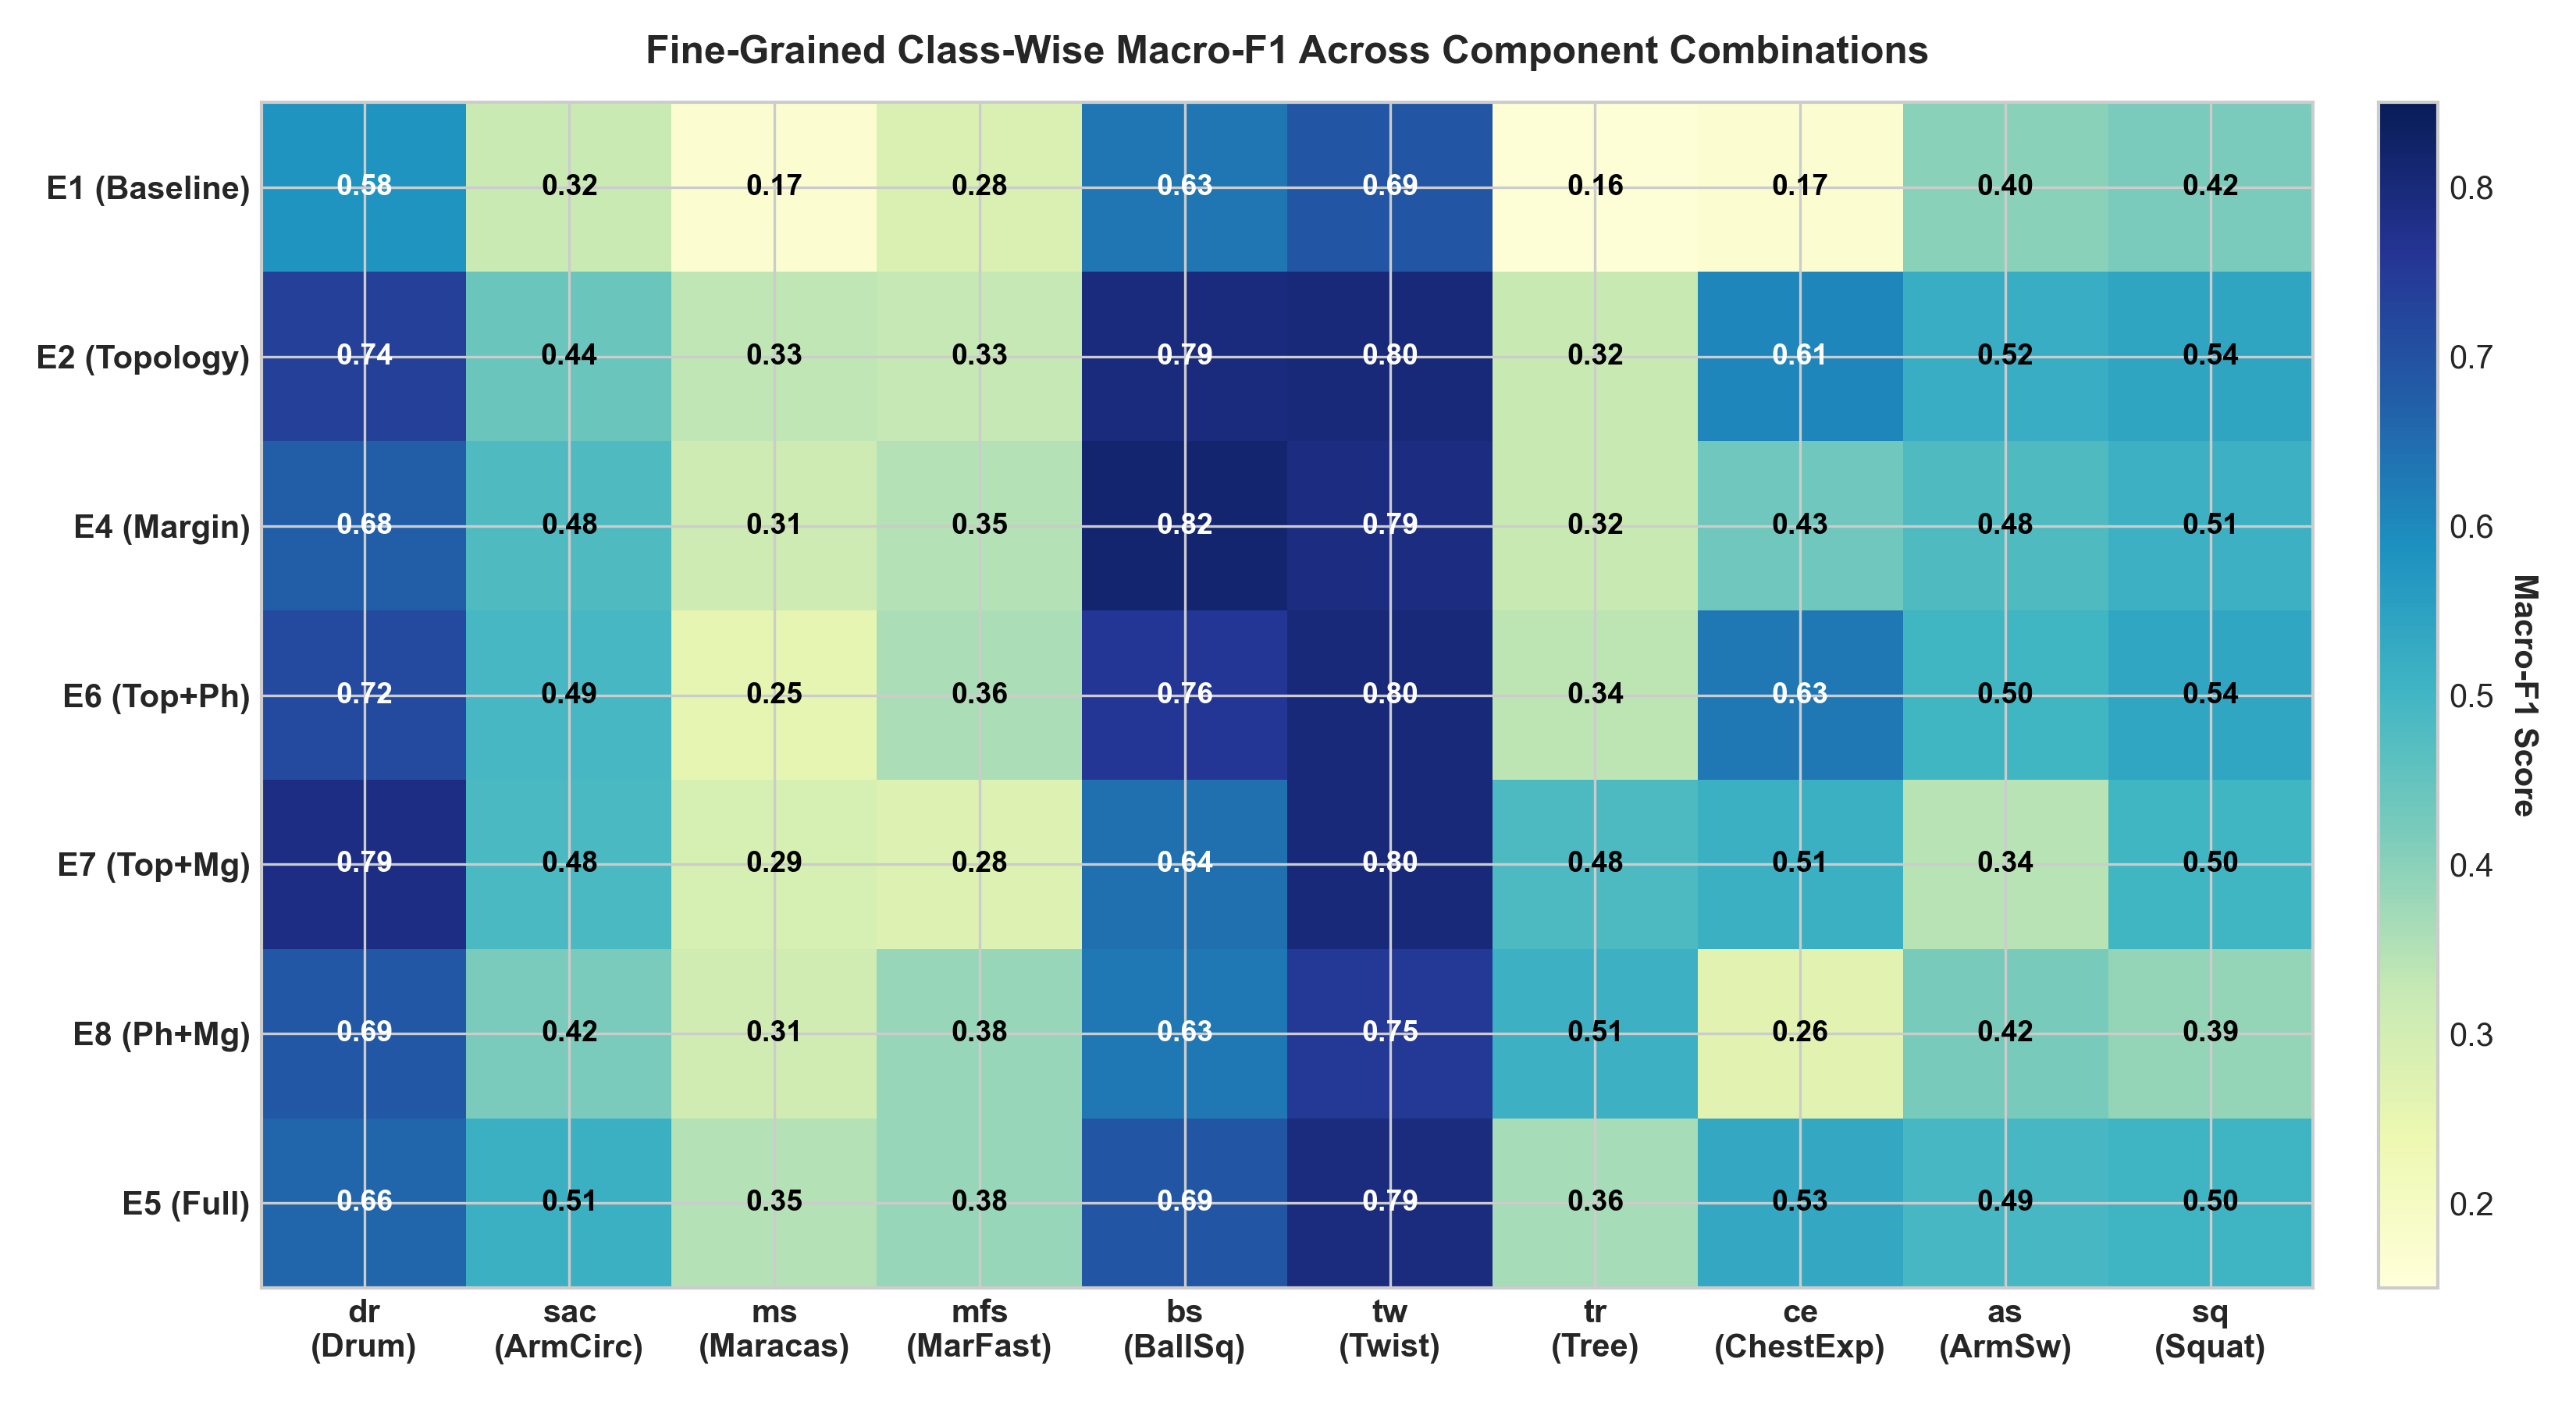 Fine-Grained Class-Wise Macro-F1 Across Component Combinations
E1 (Baseline) 0.58 0.32 0.17 0.28 0.63 0.69 0.16 0.17 0.40 0.42
E2 (Topology) 0.74 0.44 0.33 0.33 0.79 0.80 0.32 0.61 0.52 0.54
E4 (Margin) 0.68 0.48 0.31 0.35 0.82 0.79 0.32 0.43 0.48 0.51
E6 (Top+Ph) 0.72 0.49 0.25 0.36 0.76 0.80 0.34 0.63 0.50 0.54
E7 (Top+Mg) 0.79 0.48 0.29 0.28 0.64 0.80 0.48 0.51 0.34 0.50
E8 (Ph+Mg) 0.69 0.42 0.31 0.38 0.63 0.75 0.51 0.26 0.42 0.39
E5 (Full) 0.66 0.51 0.35 0.38 0.69 0.79 0.36 0.53 0.49 0.50
dr sac ms mfs bs tw tr ce as sq
(Drum) (ArmCirc) (Maracas) (MarFast) (BallSq) (Twist) (Tree) (ChestExp) (ArmSw) (Squat)
0.8
0.7
0.6
0.5
0.4
0.3
0.2
Macro-F1 Score